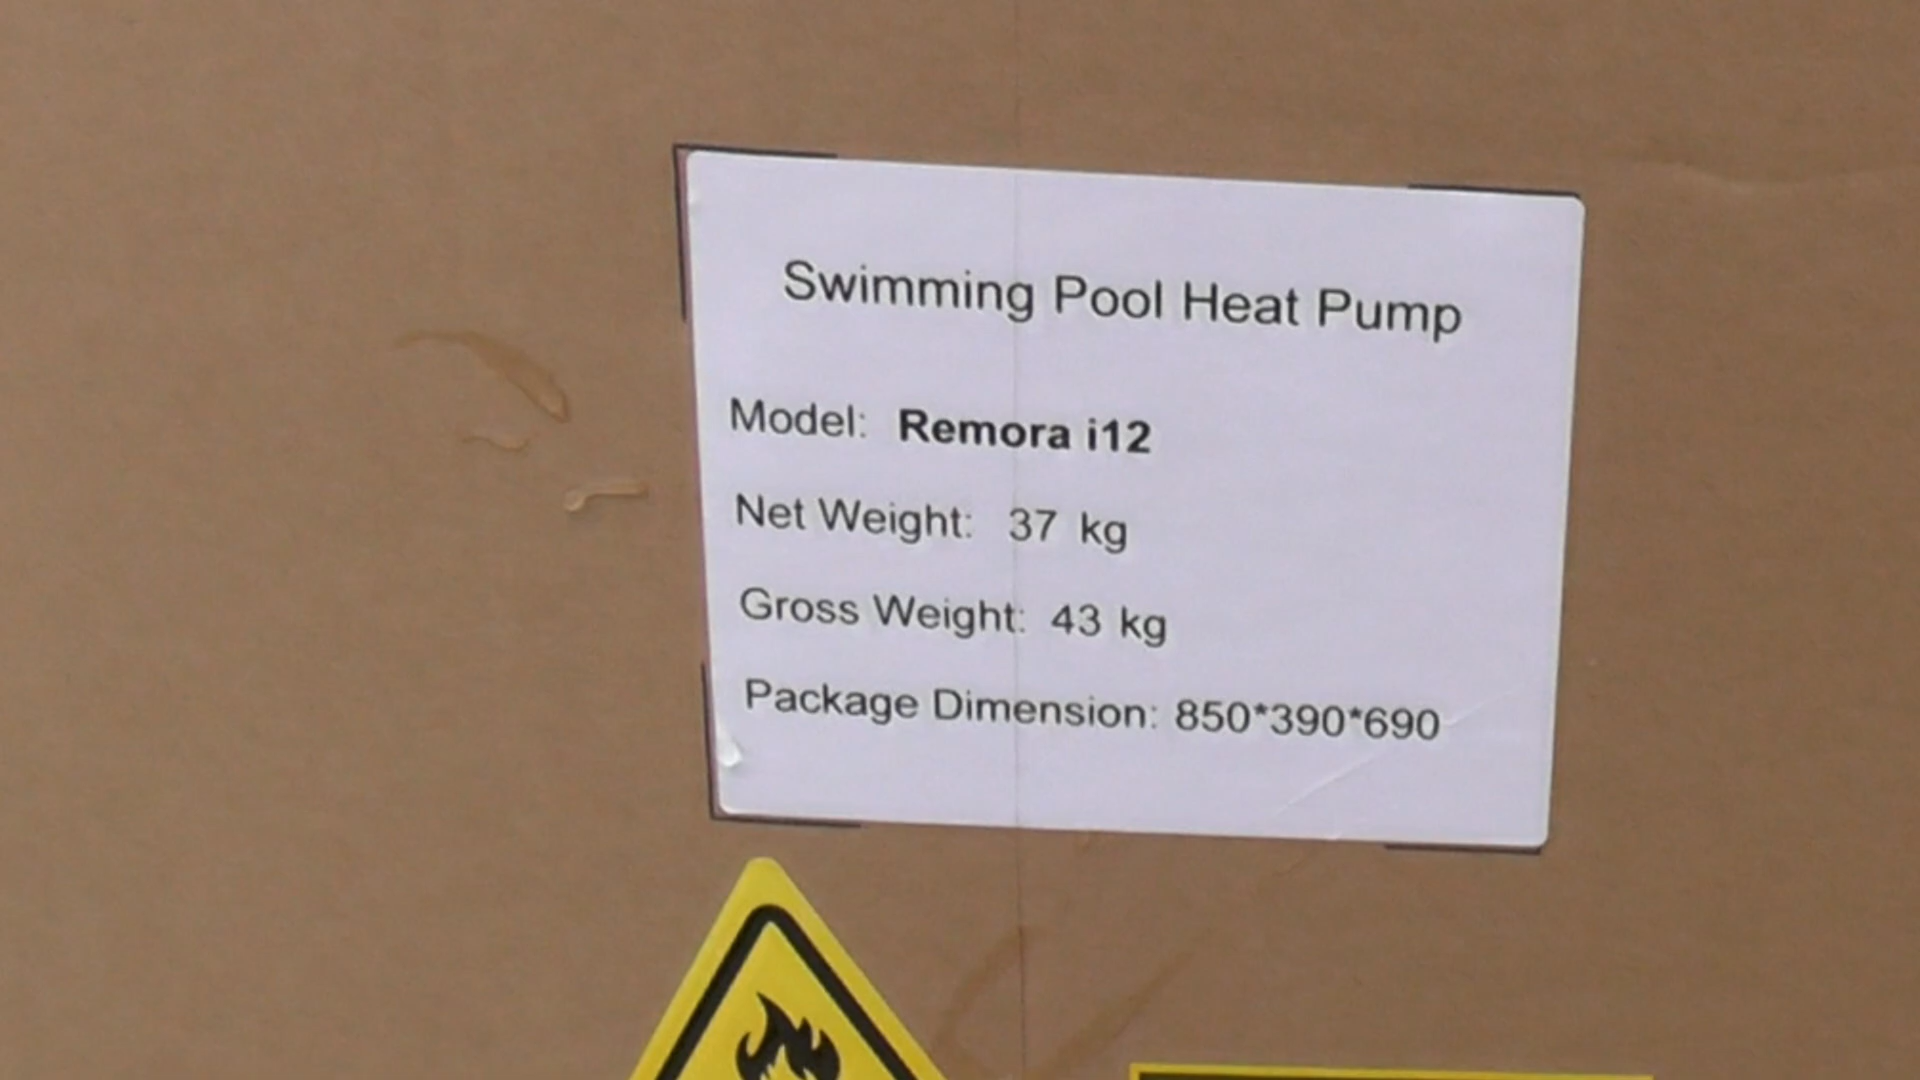 Swimming Pool Heat Pump
Model: Remora i12
Net Weight: 37 kg
Gross Weight: 43 kg
Package Dimension: 850*390*690